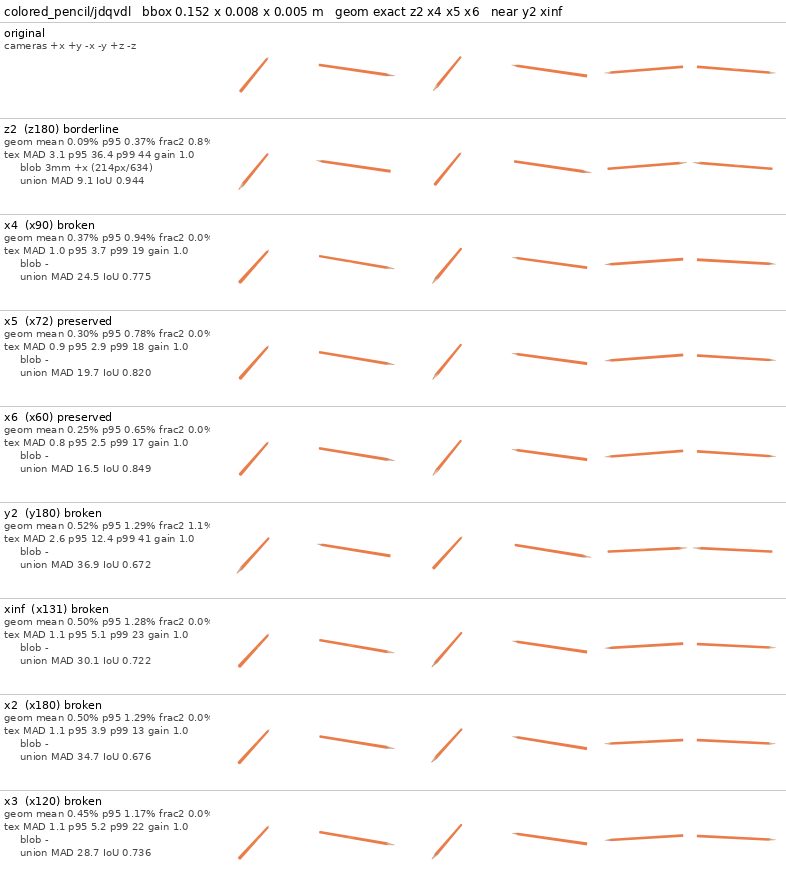 colored_pencil/jdqvdl   bbox 0.152 x 0.008 x 0.005 m   geom exact z2 x4 x5 x6   near y2 xinf
original
cameras +x +y -x -y +z -z
z2  (z180) borderline
geom mean 0.09% p95 0.37% frac2 0.8%
tex MAD 3.1 p95 36.4 p99 44 gain 1.0
blob 3mm +x (214px/634)
union MAD 9.1 IoU 0.944
x4  (x90) broken
geom mean 0.37% p95 0.94% frac2 0.0%
tex MAD 1.0 p95 3.7 p99 19 gain 1.0
blob -
union MAD 24.5 IoU 0.775
x5  (x72) preserved
geom mean 0.30% p95 0.78% frac2 0.0%
tex MAD 0.9 p95 2.9 p99 18 gain 1.0
blob -
union MAD 19.7 IoU 0.820
x6  (x60) preserved
geom mean 0.25% p95 0.65% frac2 0.0%
tex MAD 0.8 p95 2.5 p99 17 gain 1.0
blob -
union MAD 16.5 IoU 0.849
y2  (y180) broken
geom mean 0.52% p95 1.29% frac2 1.1%
tex MAD 2.6 p95 12.4 p99 41 gain 1.0
blob -
union MAD 36.9 IoU 0.672
xinf  (x131) broken
geom mean 0.50% p95 1.28% frac2 0.0%
tex MAD 1.1 p95 5.1 p99 23 gain 1.0
blob -
union MAD 30.1 IoU 0.722
x2  (x180) broken
geom mean 0.50% p95 1.29% frac2 0.0%
tex MAD 1.1 p95 3.9 p99 13 gain 1.0
blob -
union MAD 34.7 IoU 0.676
x3  (x120) broken
geom mean 0.45% p95 1.17% frac2 0.0%
tex MAD 1.1 p95 5.2 p99 22 gain 1.0
blob -
union MAD 28.7 IoU 0.736